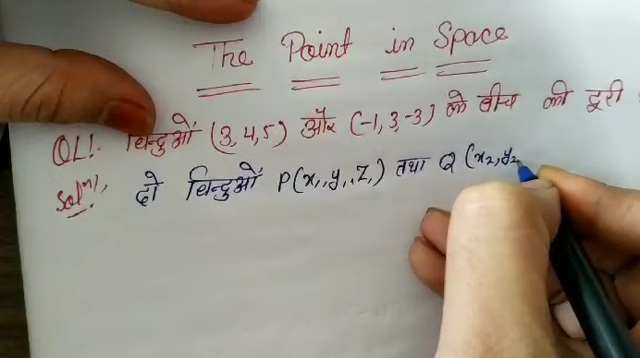 The Point in Space
Q1. बिन्दुओं (3,4,5) और (-1,3,-3) के बीच की दूरी
Solⁿ. दो बिन्दुओं P(x₁,y₁,Z₁) तथा Q (x₂,y₂